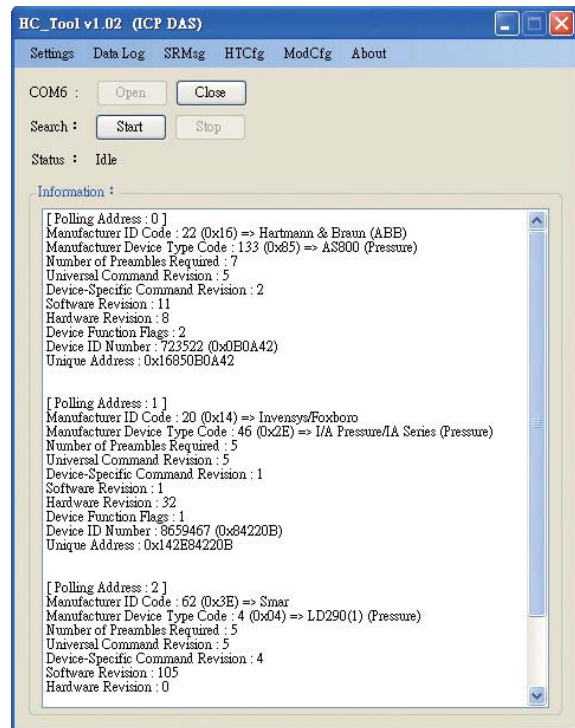 HC_Tool v1.02 (ICP DAS)
Settings Data Log SRMsg HTCfg ModCfg About
COM6 : Open Close
Search : Start Stop
Status : Idle
Information :
[ Polling Address : 0 ]
Manufacturer ID Code : 22 (0x16) => Hartmann & Braun (ABB)
Manufacturer Device Type Code : 133 (0x85) => AS800 (Pressure)
Number of Preambles Required : 7
Universal Command Revision : 5
Device-Specific Command Revision : 2
Software Revision : 11
Hardware Revision : 8
Device Function Flags : 2
Device ID Number : 723522 (0x0B0A42)
Unique Address : 0x16850B0A42
[ Polling Address : 1 ]
Manufacturer ID Code : 20 (0x14) => Invensys/Foxboro
Manufacturer Device Type Code : 46 (0x2E) => I/A Pressure/IA Series (Pressure)
Number of Preambles Required : 5
Universal Command Revision : 5
Device-Specific Command Revision : 1
Software Revision : 1
Hardware Revision : 32
Device Function Flags : 1
Device ID Number : 8659467 (0x84220B)
Unique Address : 0x142E84220B
[ Polling Address : 2 ]
Manufacturer ID Code : 62 (0x3E) => Smar
Manufacturer Device Type Code : 4 (0x04) => LD290(1) (Pressure)
Number of Preambles Required : 5
Universal Command Revision : 5
Device-Specific Command Revision : 4
Software Revision : 105
Hardware Revision : 0